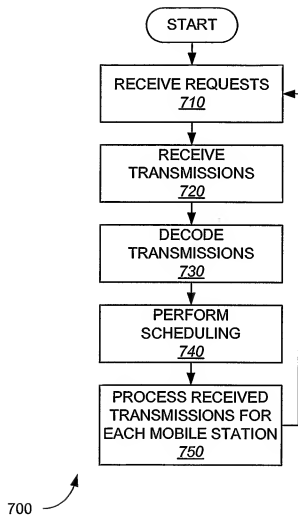 START
RECEIVE REQUESTS
710
RECEIVE
TRANSMISSIONS
720
DECODE
TRANSMISSIONS
730
PERFORM
SCHEDULING
740
PROCESS RECEIVED
TRANSMISSIONS FOR
EACH MOBILE STATION
750
700